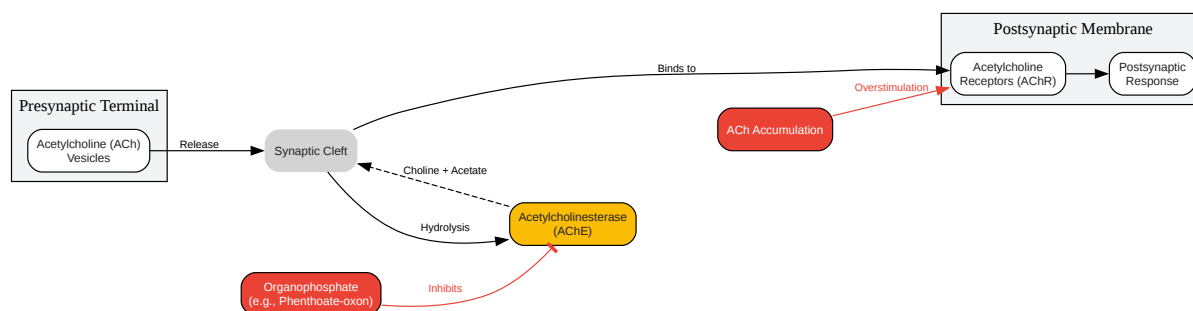 Presynaptic Terminal
Acetylcholine (ACh)
Vesicles
Release
Synaptic Cleft
Choline + Acetate
Hydrolysis
Acetylcholinesterase
(AChE)
Organophosphate
(e.g., Phenthoate-oxon)
Inhibits
Binds to
ACh Accumulation
Overstimulation
Postsynaptic Membrane
Acetylcholine
Receptors (AChR)
Postsynaptic
Response